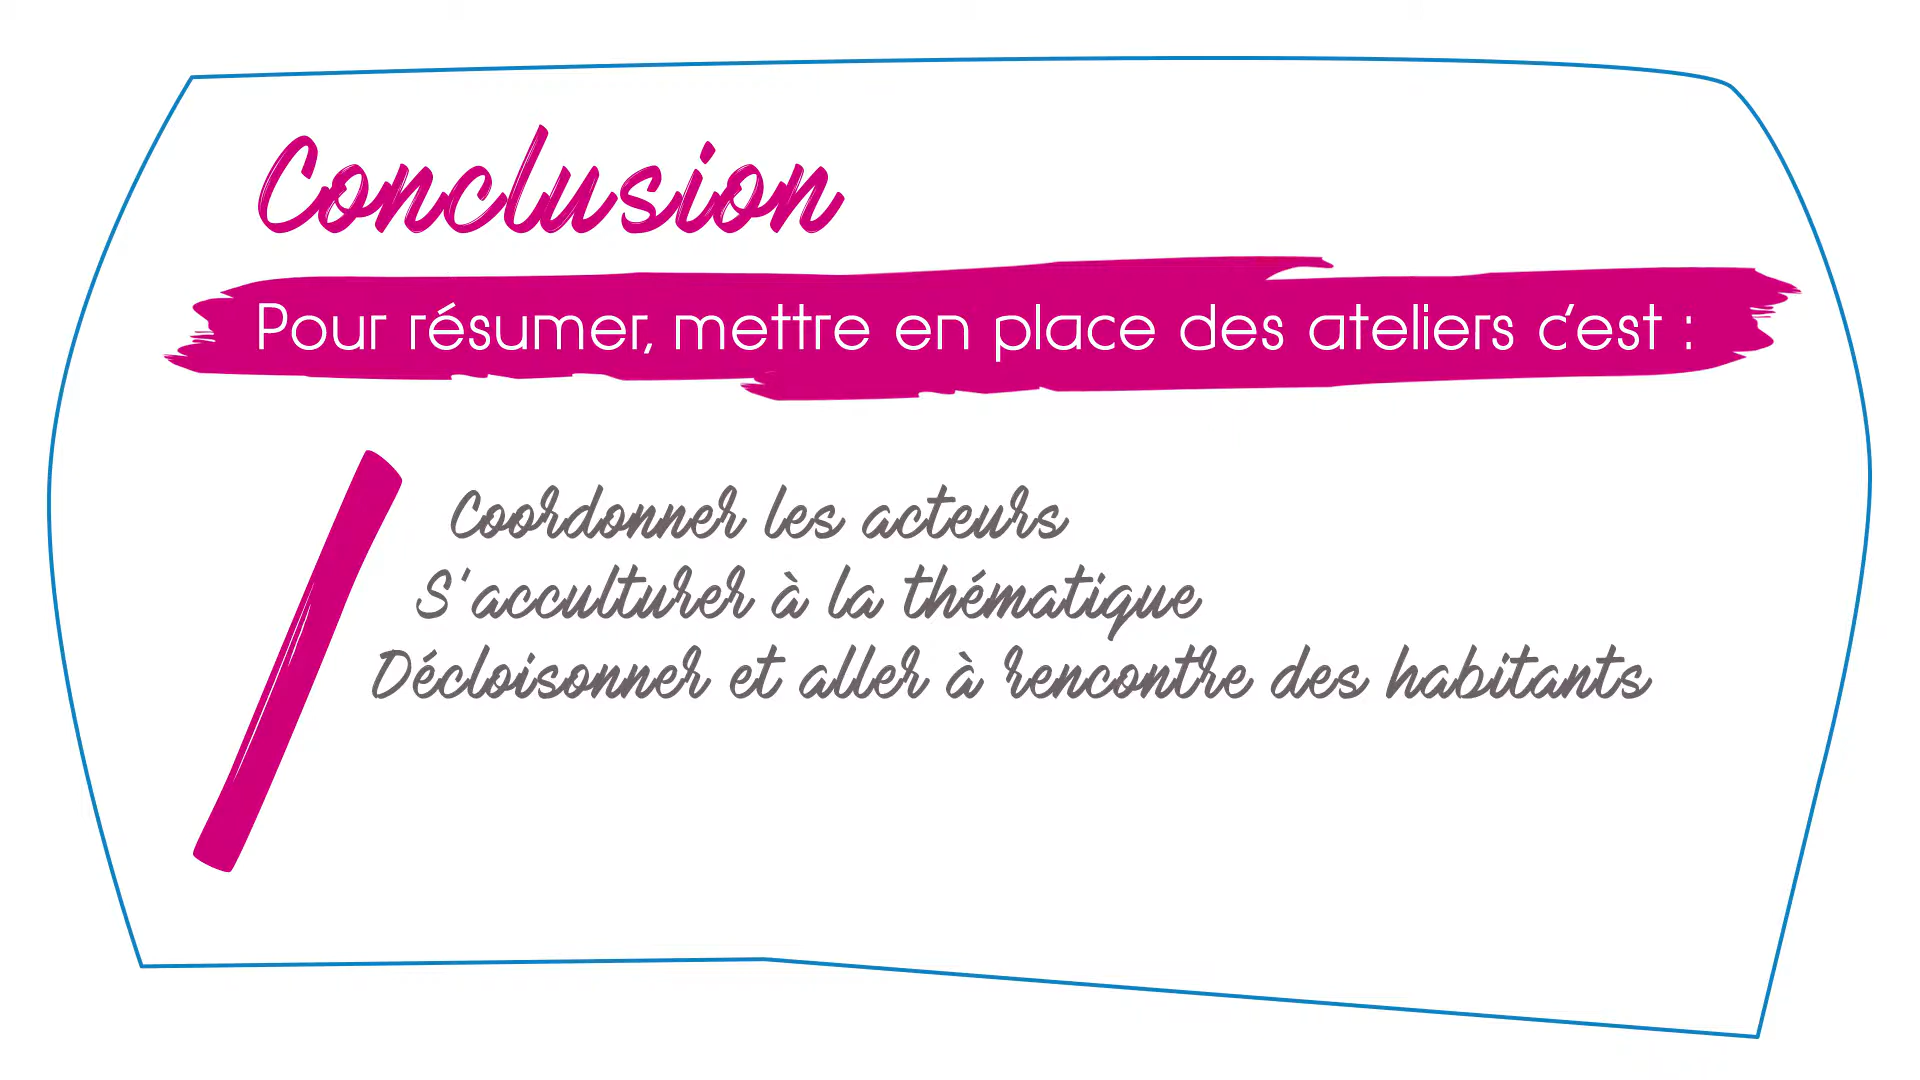 Conclusion
Pour résumer, mettre en place des ateliers c'est :
Coordonner les acteurs
S'acculturer à la thématique
Décloisonner et aller à rencontre des habitants